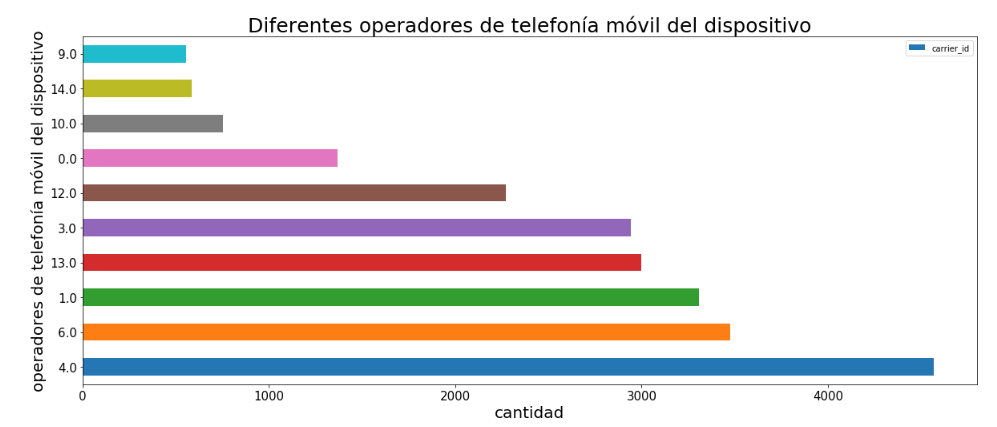 Diferentes operadores de telefonía móvil del dispositivo
carrier_id
operadores de telefonía móvil del dispositivo
9.0
14.0
10.0
0.0
12.0
3.0
13.0
1.0
6.0
4.0
0 1000 2000 3000 4000
cantidad